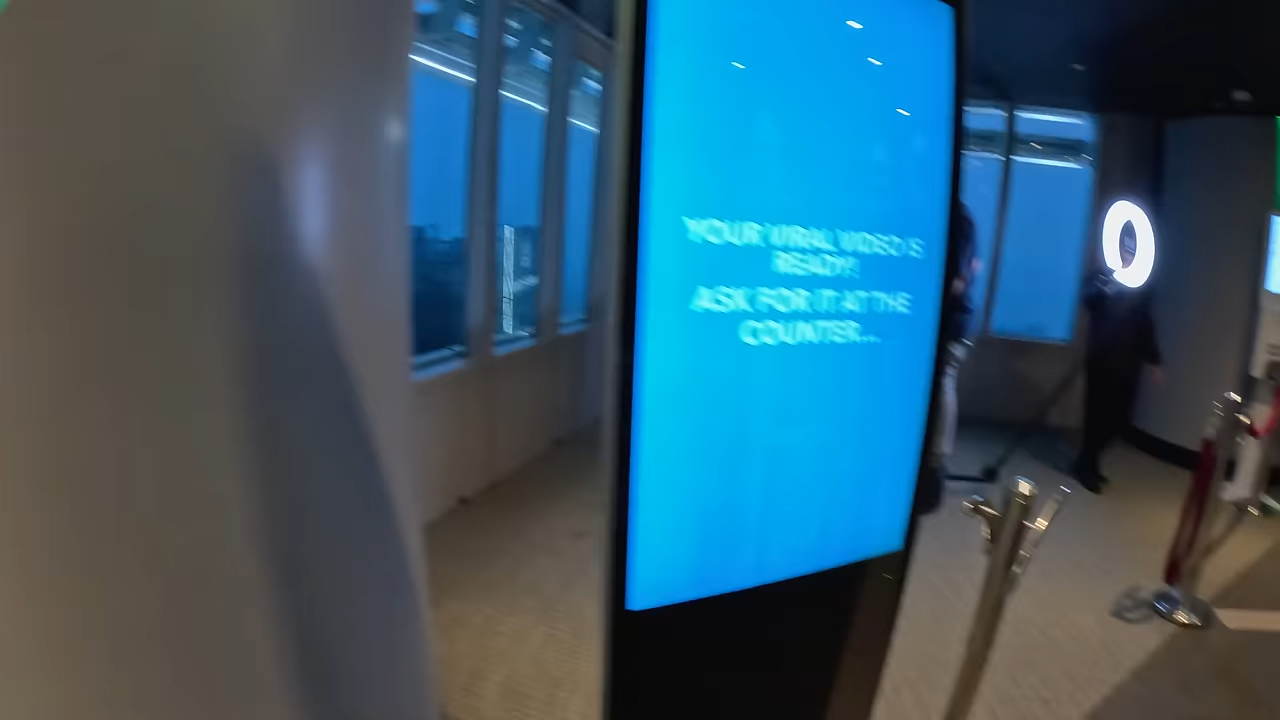 YOUR VIRAL VIDEO IS
READY!
ASK FOR IT AT THE
COUNTER...